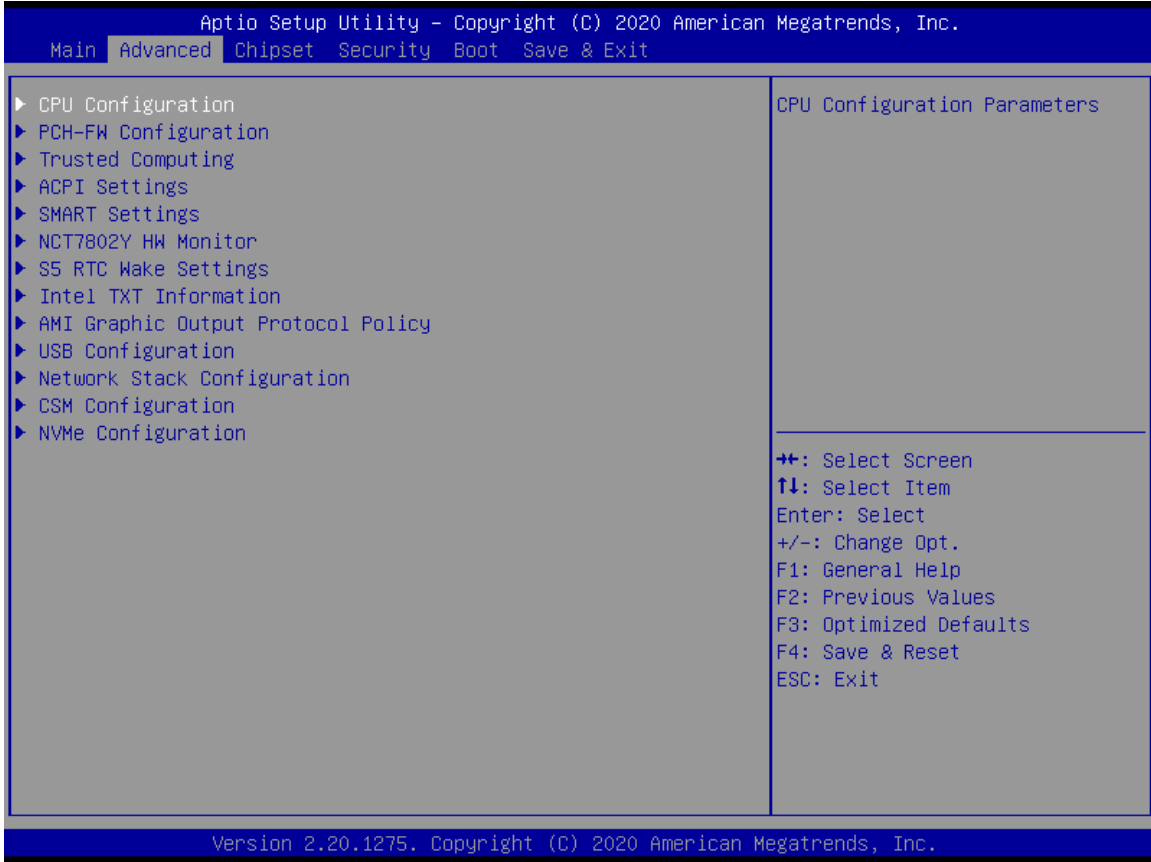 Aptio Setup Utility – Copyright (C) 2020 American Megatrends, Inc.
Main Advanced Chipset Security Boot Save & Exit
▶ CPU Configuration
▶ PCH-FW Configuration
▶ Trusted Computing
▶ ACPI Settings
▶ SMART Settings
▶ NCT7802Y HW Monitor
▶ S5 RTC Wake Settings
▶ Intel TXT Information
▶ AMI Graphic Output Protocol Policy
▶ USB Configuration
▶ Network Stack Configuration
▶ CSM Configuration
▶ NVMe Configuration
CPU Configuration Parameters
→←: Select Screen
↑↓: Select Item
Enter: Select
+/-: Change Opt.
F1: General Help
F2: Previous Values
F3: Optimized Defaults
F4: Save & Reset
ESC: Exit
Version 2.20.1275. Copyright (C) 2020 American Megatrends, Inc.